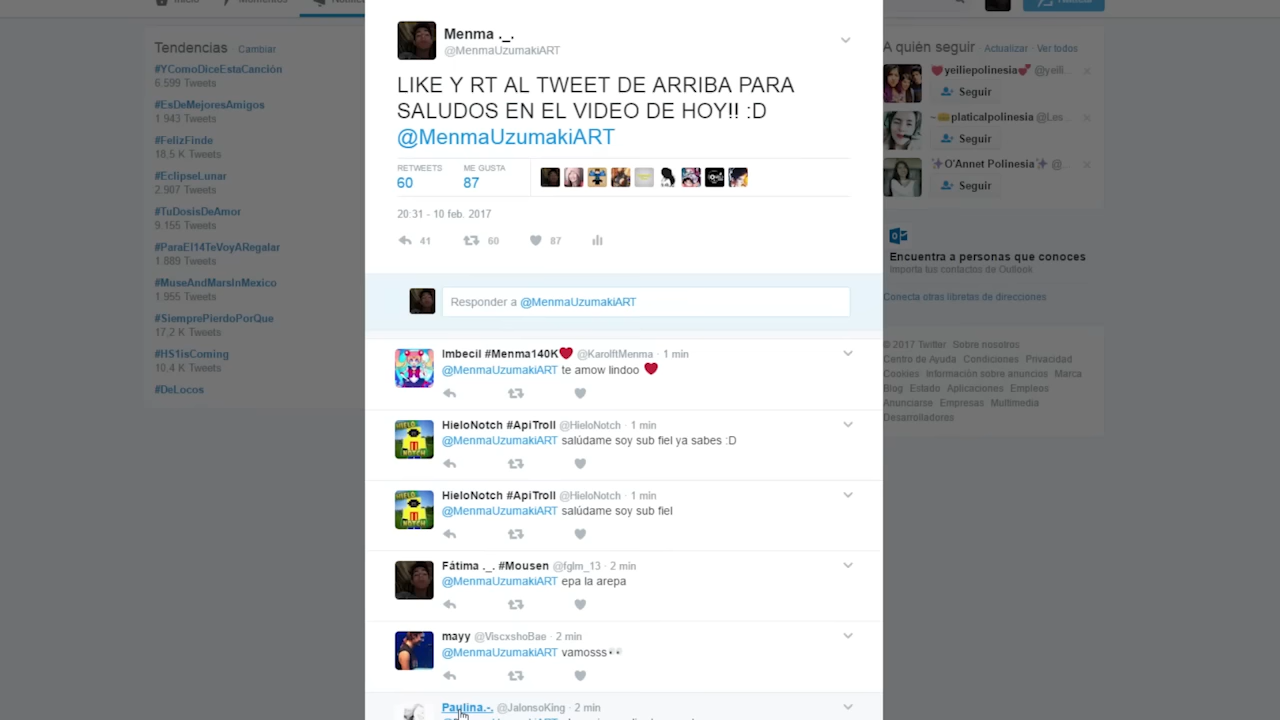 Inicio
Momentos
Tendencias · Cambiar
#YComoDiceEstaCanción
6.599 Tweets
#EsDeMejoresAmigos
1.943 Tweets
#FelizFinde
18,5 K Tweets
#EclipseLunar
2.907 Tweets
#TuDosisDeAmor
9.155 Tweets
#ParaEl14TeVoyARegalar
1.889 Tweets
#MuseAndMarsInMexico
1.955 Tweets
#SiemprePierdoPorQue
17,2 K Tweets
#HS1isComing
10,4 K Tweets
#DeLocos
Menma ._.
@MenmaUzumakiART
LIKE Y RT AL TWEET DE ARRIBA PARA
SALUDOS EN EL VIDEO DE HOY!! :D
@MenmaUzumakiART
RETWEETS ME GUSTA
60 87
20:31 - 10 feb. 2017
41 60 87
Responder a @MenmaUzumakiART
Imbecil #Menma140K❤ @KarolftMenma · 1 min
@MenmaUzumakiART te amow lindoo ❤
HieloNotch #ApiTroll @HieloNotch · 1 min
@MenmaUzumakiART salúdame soy sub fiel ya sabes :D
HieloNotch #ApiTroll @HieloNotch · 1 min
@MenmaUzumakiART salúdame soy sub fiel
Fátima ._. #Mousen @fglm_13 · 2 min
@MenmaUzumakiART epa la arepa
mayy @ViscxshoBae · 2 min
@MenmaUzumakiART vamosss👀
Paulina.-. @JalonsoKing · 2 min
A quién seguir · Actualizar · Ver todos
❤yeiliepolinesia💕 @yeili...
Seguir
~😄platicalpolinesia @Les...
Seguir
✨O'Annet Polinesia✨ @...
Seguir
Encuentra a personas que conoces
Importa tus contactos de Outlook
Conecta otras libretas de direcciones
© 2017 Twitter Sobre nosotros
Centro de Ayuda Condiciones Privacidad
Cookies Información sobre anuncios Marca
Blog Estado Aplicaciones Empleos
Anunciarse Empresas Multimedia
Desarrolladores